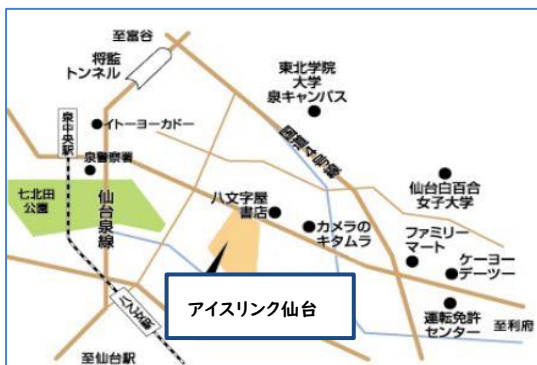 至富谷
将監
トンネル
東北学院
大学
泉キャンパス
泉中央駅
イトーヨーカドー
国道4号線
泉警察署
七北田
公園
仙台泉線
八文字屋
書店
仙台白百合
女子大学
カメラの
キタムラ
ファミリー
マート
ケーヨー
デーツー
アイスリンク仙台
八乙女駅
運転免許
センター
至利府
至仙台駅